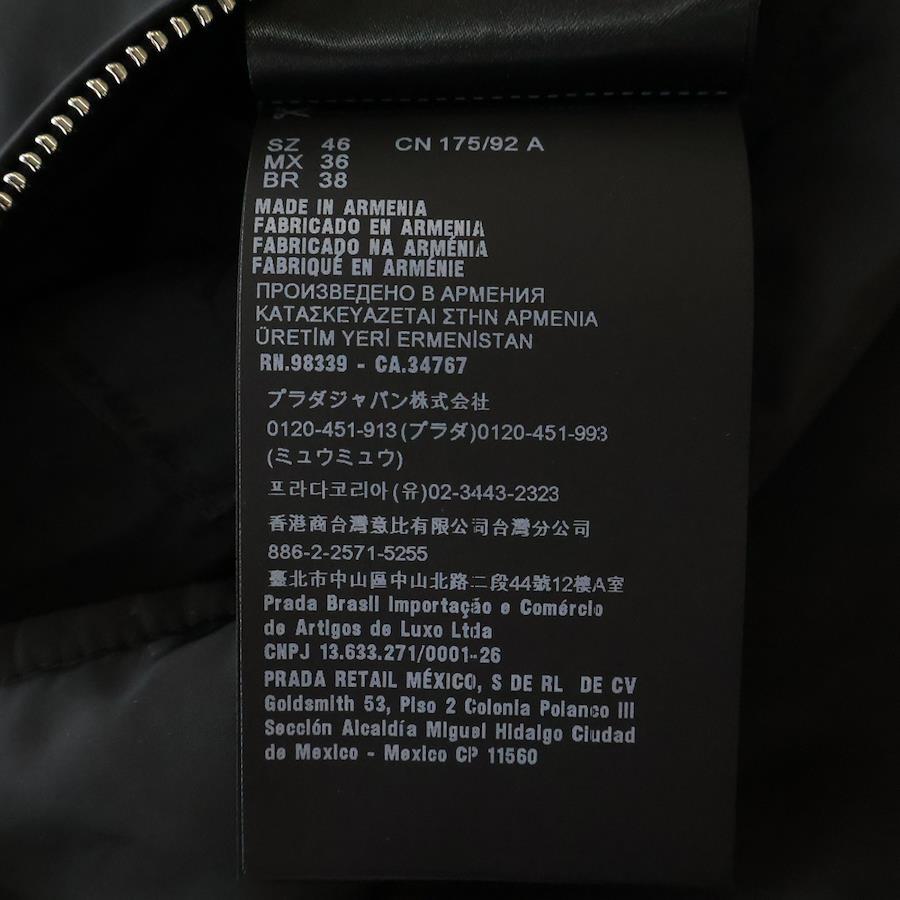 SZ 46 CN 175/92 A
MX 36
BR 38
MADE IN ARMENIA
FABRICADO EN ARMENIA
FABRICADO NA ARMÉNIA
FABRIQUÉ EN ARMÉNIE
ПРОИЗВЕДЕНО В АРМЕНИЯ
ΚΑΤΑΣΚΕΥΑΖΕΤΑΙ ΣΤΗΝ ΑΡΜΕΝΙΑ
ÜRETİM YERİ ERMENİSTAN
RN.98339 - CA.34767
プラダジャパン株式会社
0120-451-913(プラダ)0120-451-993
(ミュウミュウ)
프라다코리아(유)02-3443-2323
香港商台灣意比有限公司台灣分公司
886-2-2571-5255
臺北市中山區中山北路二段44號12樓A室
Prada Brasil Importação e Comércio
de Artigos de Luxo Ltda
CNPJ 13.633.271/0001-26
PRADA RETAIL MÉXICO, S DE RL DE CV
Goldsmith 53, Piso 2 Colonia Polanco III
Sección Alcaldía Miguel Hidalgo Ciudad
de Mexico - Mexico CP 11560